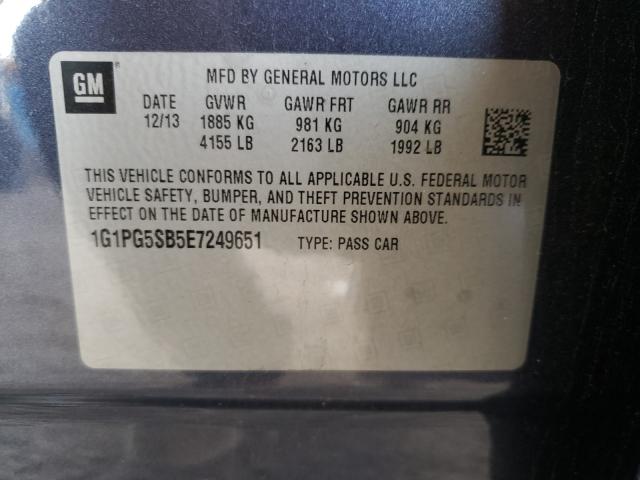 GM
MFD BY GENERAL MOTORS LLC
DATE GVWR GAWR FRT GAWR RR
12/13 1885 KG 981 KG 904 KG
4155 LB 2163 LB 1992 LB
THIS VEHICLE CONFORMS TO ALL APPLICABLE U.S. FEDERAL MOTOR
VEHICLE SAFETY, BUMPER, AND THEFT PREVENTION STANDARDS IN
EFFECT ON THE DATE OF MANUFACTURE SHOWN ABOVE.
1G1PG5SB5E7249651 TYPE: PASS CAR